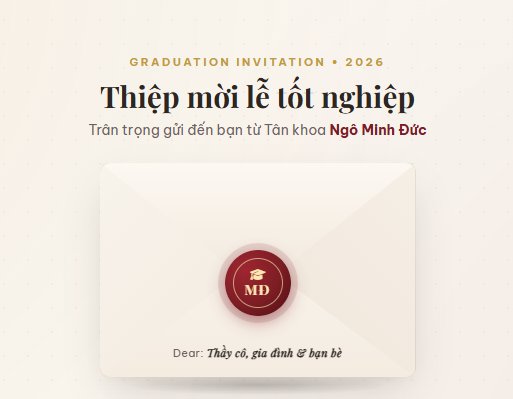 GRADUATION INVITATION • 2026
Thiệp mời lễ tốt nghiệp
Trân trọng gửi đến bạn từ Tân khoa Ngô Minh Đức
MĐ
Dear: Thầy cô, gia đình & bạn bè